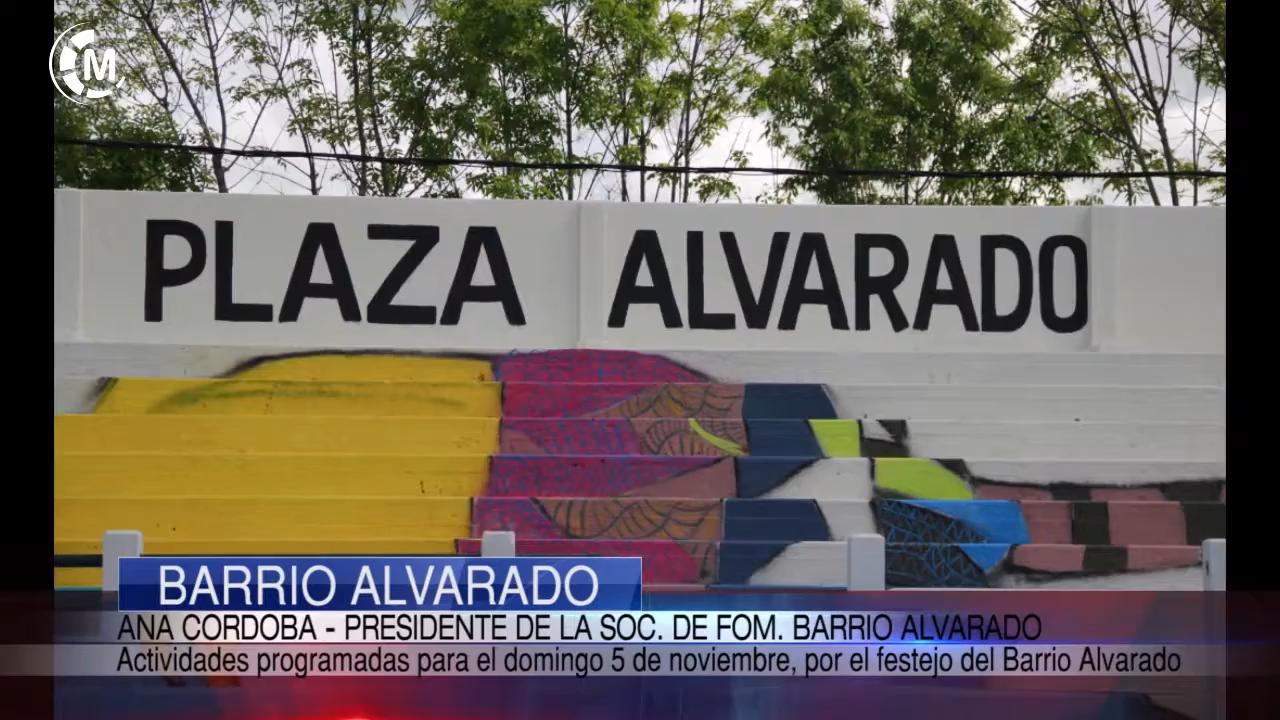 M
PLAZA ALVARADO
BARRIO ALVARADO
ANA CORDOBA - PRESIDENTE DE LA SOC. DE FOM. BARRIO ALVARADO
Actividades programadas para el domingo 5 de noviembre, por el festejo del Barrio Alvarado